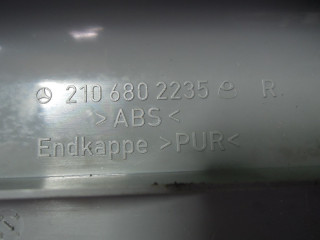 210 680 2235 R.
>ABS<
Endkappe >PUR<